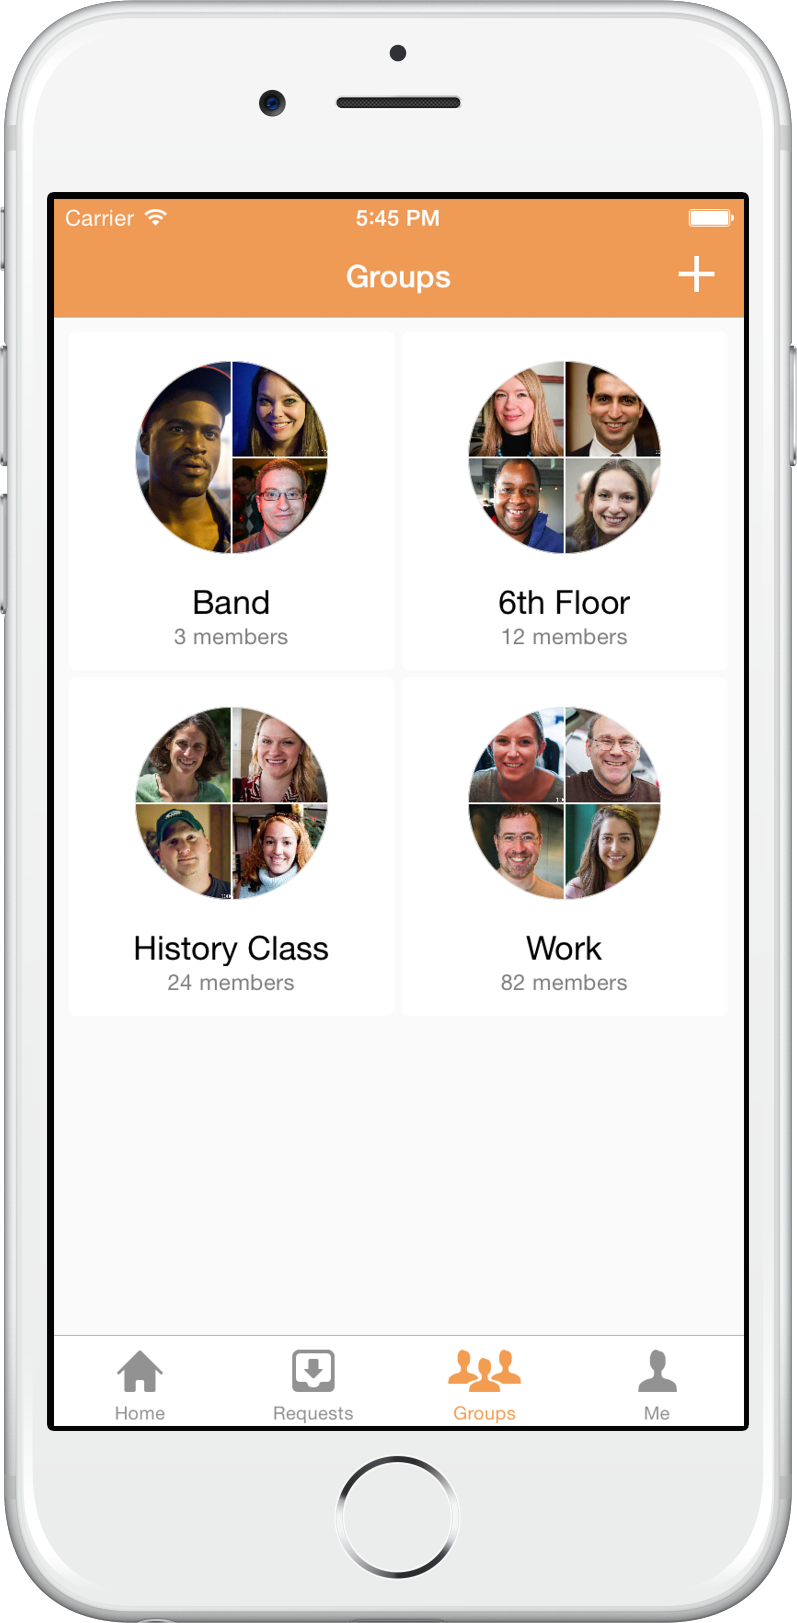 Carrier 5:45 PM
Groups
Band 6th Floor
3 members 12 members
History Class Work
24 members 82 members
Home Requests Groups Me